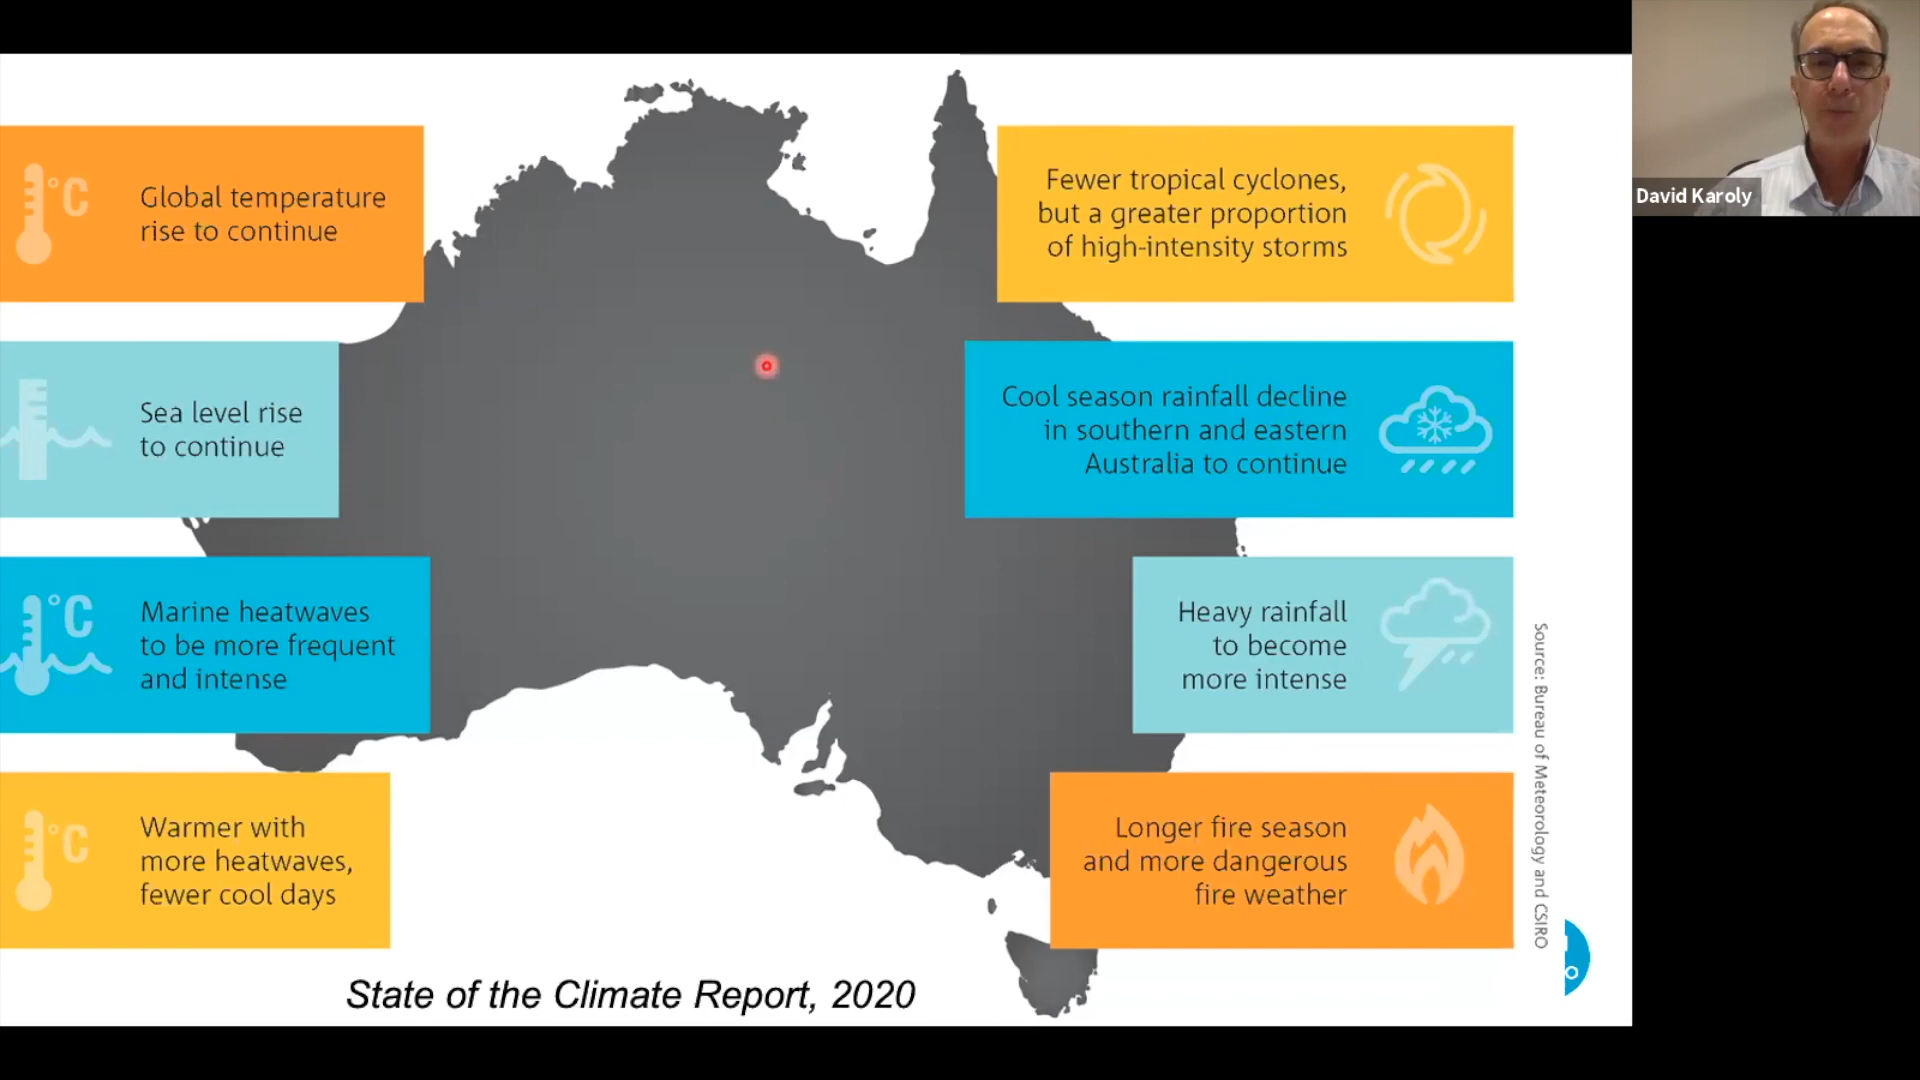 °C
Global temperature
rise to continue
Sea level rise
to continue
°C
Marine heatwaves
to be more frequent
and intense
°C
Warmer with
more heatwaves,
fewer cool days
Fewer tropical cyclones,
but a greater proportion
of high-intensity storms
Cool season rainfall decline
in southern and eastern
Australia to continue
Heavy rainfall
to become
more intense
Longer fire season
and more dangerous
fire weather
Source: Bureau of Meteorology and CSIRO
State of the Climate Report, 2020
David Karoly